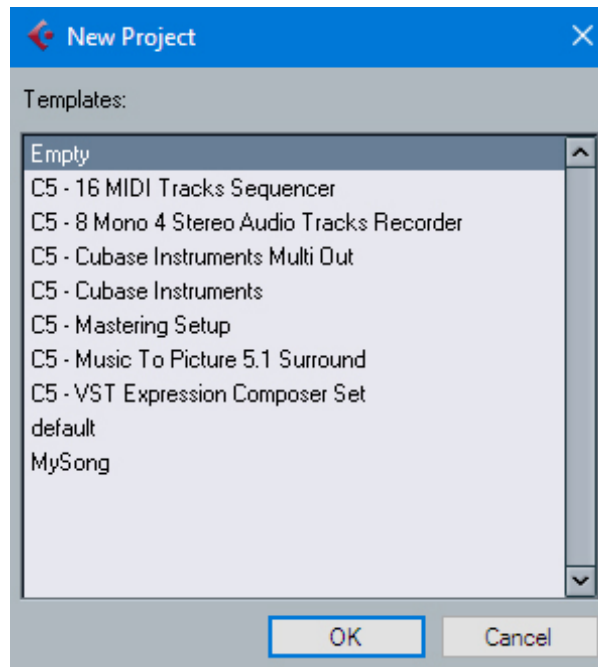 New Project
Templates:
Empty
C5 - 16 MIDI Tracks Sequencer
C5 - 8 Mono 4 Stereo Audio Tracks Recorder
C5 - Cubase Instruments Multi Out
C5 - Cubase Instruments
C5 - Mastering Setup
C5 - Music To Picture 5.1 Surround
C5 - VST Expression Composer Set
default
MySong
OK Cancel